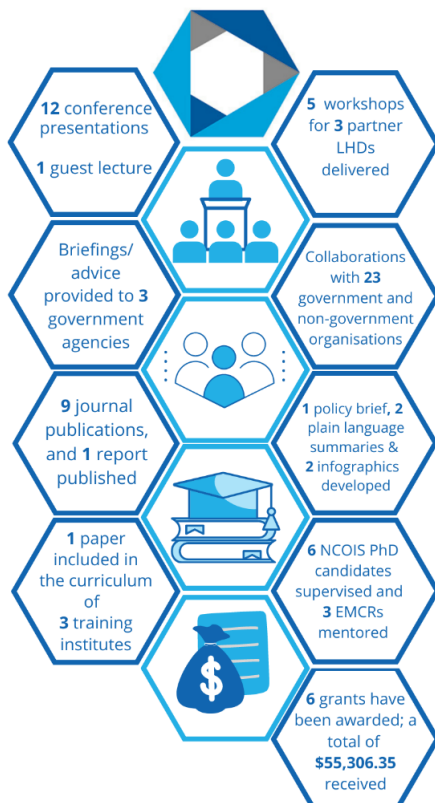 12 conference
presentations
1 guest lecture
5 workshops
for 3 partner
LHDs
delivered
Briefings/
advice
provided to 3
government
agencies
Collaborations
with 23
government and
non-government
organisations
9 journal
publications,
and 1 report
published
1 policy brief, 2
plain language
summaries &
2 infographics
developed
1 paper
included in
the curriculum
of
3 training
institutes
6 NCOIS PhD
candidates
supervised and
3 EMCRs
mentored
$
6 grants have
been awarded; a
total of
$55,306.35
received